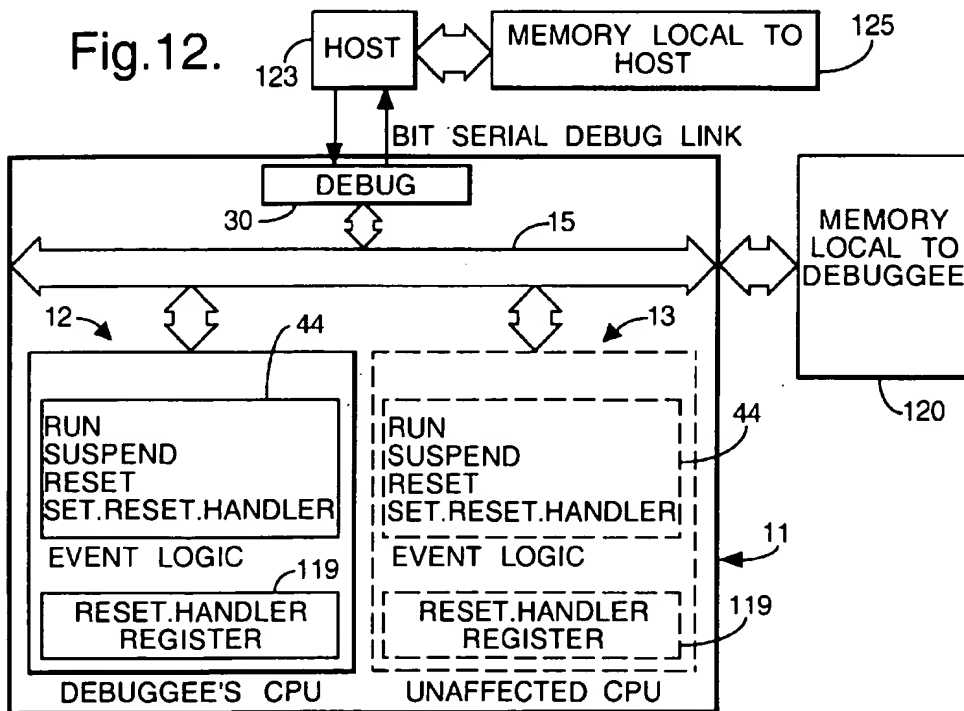 Fig.12.
HOST
123
MEMORY LOCAL TO
HOST
125
BIT SERIAL DEBUG LINK
DEBUG
30
15
MEMORY
LOCAL TO
DEBUGGEE
120
12
44
RUN
SUSPEND
RESET
SET.RESET.HANDLER
EVENT LOGIC
119
RESET.HANDLER
REGISTER
DEBUGGEE'S CPU
13
44
RUN
SUSPEND
RESET
SET.RESET.HANDLER
EVENT LOGIC
RESET.HANDLER
REGISTER
119
UNAFFECTED CPU
11